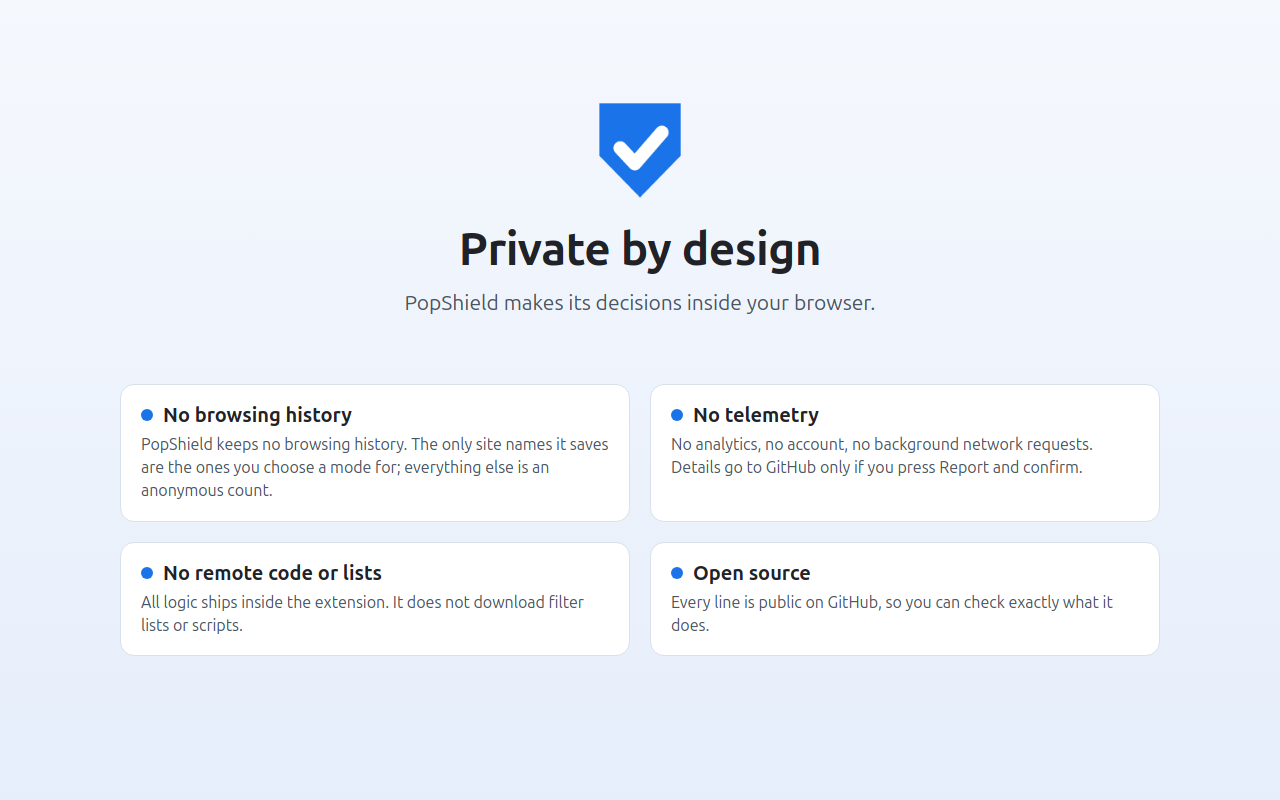 Private by design
PopShield makes its decisions inside your browser.
No browsing history
PopShield keeps no browsing history. The only site names it saves
are the ones you choose a mode for; everything else is an
anonymous count.
No telemetry
No analytics, no account, no background network requests.
Details go to GitHub only if you press Report and confirm.
No remote code or lists
All logic ships inside the extension. It does not download filter
lists or scripts.
Open source
Every line is public on GitHub, so you can check exactly what it
does.